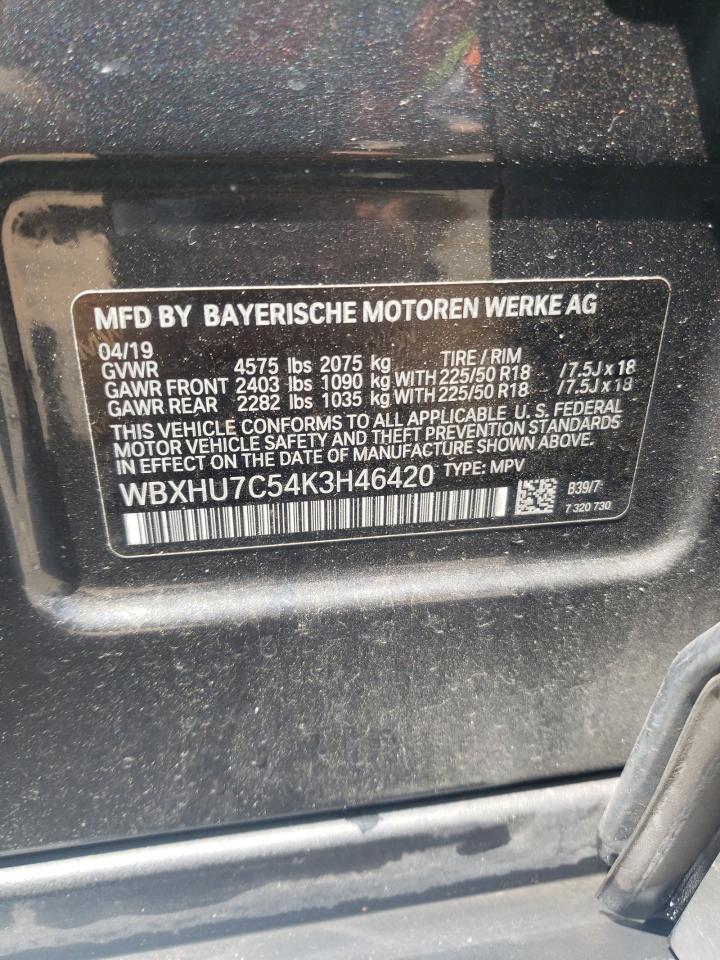 MFD BY BAYERISCHE MOTOREN WERKE AG
04/19 TIRE / RIM
GVWR 4575 lbs 2075 kg
GAWR FRONT 2403 lbs 1090 kg WITH 225/50 R18 /7.5J x 18
GAWR REAR 2282 lbs 1035 kg WITH 225/50 R18 /7.5J x 18
THIS VEHICLE CONFORMS TO ALL APPLICABLE U. S. FEDERAL
MOTOR VEHICLE SAFETY AND THEFT PREVENTION STANDARDS
IN EFFECT ON THE DATE OF MANUFACTURE SHOWN ABOVE.
WBXHU7C54K3H46420 TYPE: MPV
B39/7
7 320 730